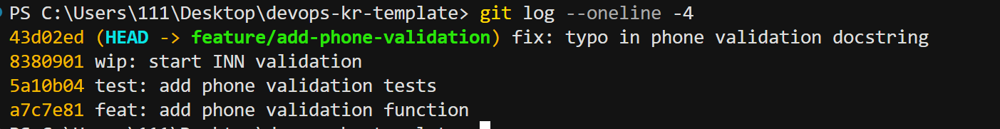 PS C:\Users\111\Desktop\devops-kr-template> git log --oneline -4
43d02ed (HEAD -> feature/add-phone-validation) fix: typo in phone validation docstring
8380901 wip: start INN validation
5a10b04 test: add phone validation tests
a7c7e81 feat: add phone validation function